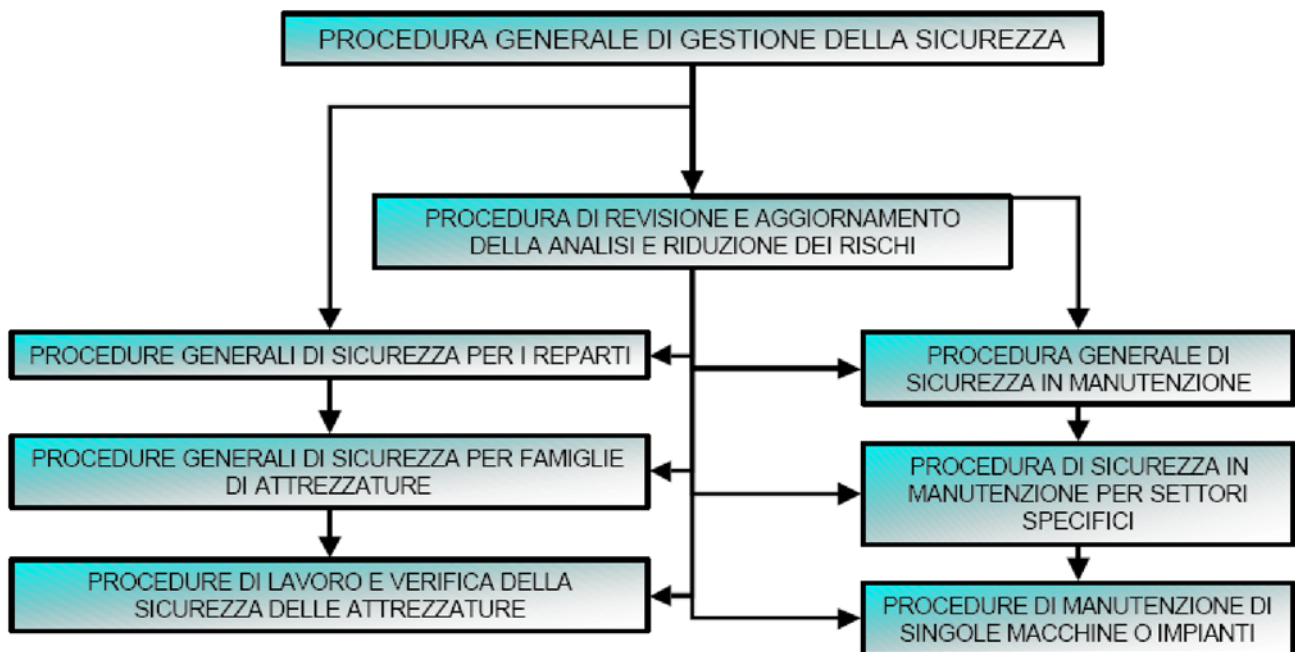 PROCEDURA GENERALE DI GESTIONE DELLA SICUREZZA
PROCEDURA DI REVISIONE E AGGIORNAMENTO
DELLA ANALISI E RIDUZIONE DEI RISCHI
PROCEDURE GENERALI DI SICUREZZA PER I REPARTI
PROCEDURE GENERALI DI SICUREZZA PER FAMIGLIE
DI ATTREZZATURE
PROCEDURE DI LAVORO E VERIFICA DELLA
SICUREZZA DELLE ATTREZZATURE
PROCEDURA GENERALE DI
SICUREZZA IN MANUTENZIONE
PROCEDURA DI SICUREZZA IN
MANUTENZIONE PER SETTORI
SPECIFICI
PROCEDURE DI MANUTENZIONE DI
SINGOLE MACCHINE O IMPIANTI